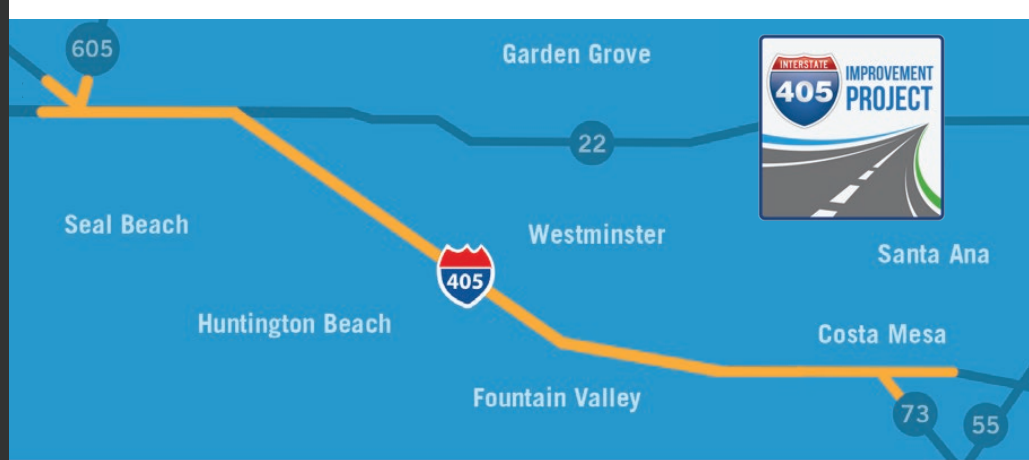 605
Garden Grove
INTERSTATE
405
IMPROVEMENT
PROJECT
22
Seal Beach
Westminster
Santa Ana
405
Huntington Beach
Costa Mesa
Fountain Valley
73
55